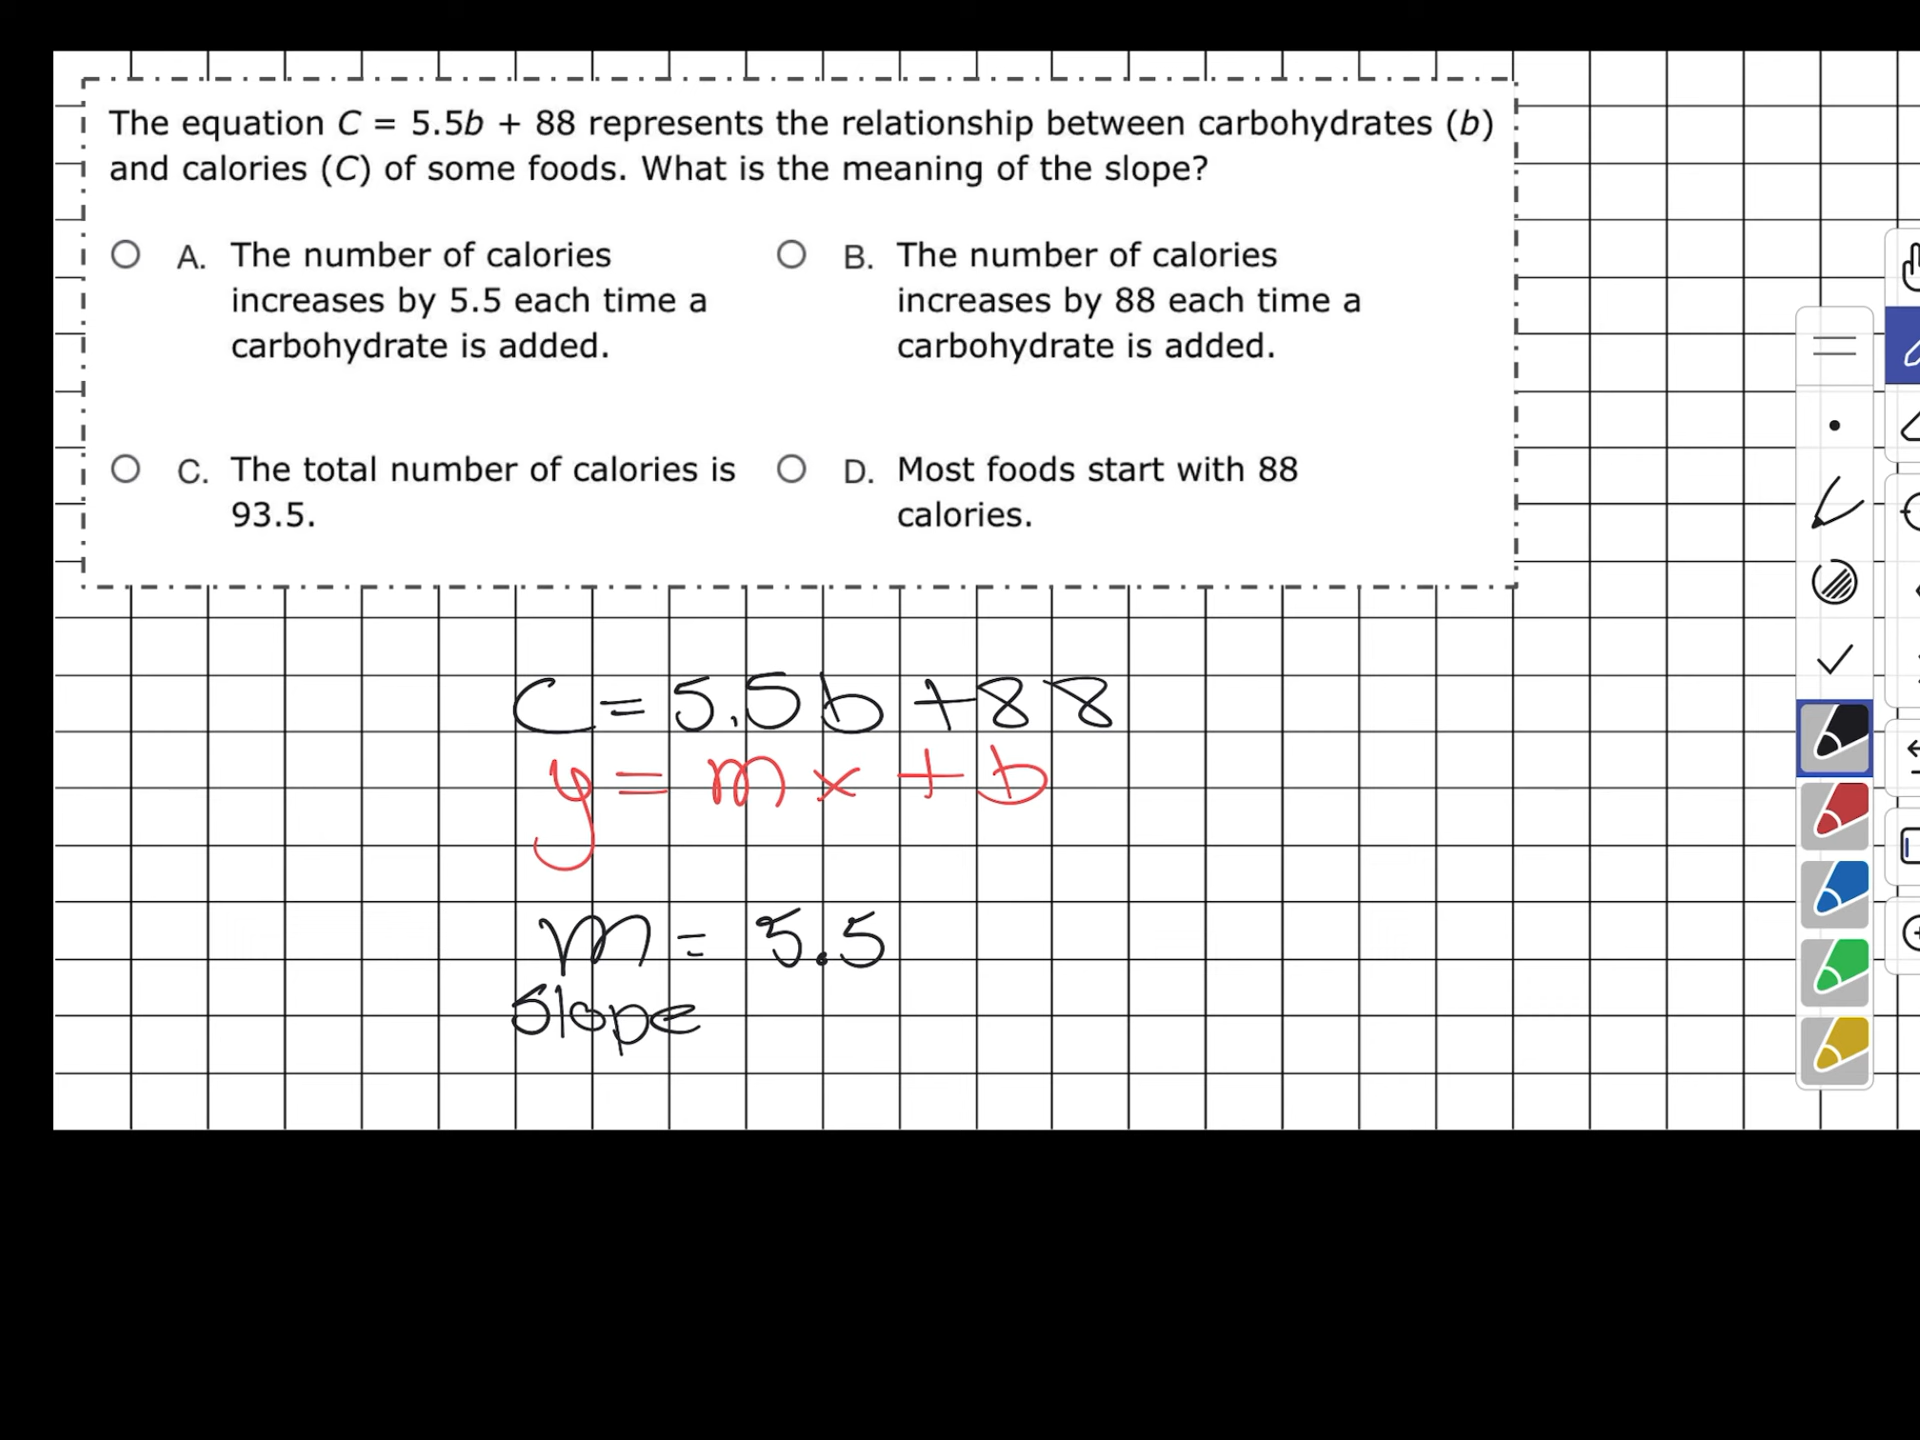 The equation C = 5.5b + 88 represents the relationship between carbohydrates (b)
and calories (C) of some foods. What is the meaning of the slope?
A. The number of calories
increases by 5.5 each time a
carbohydrate is added.
B. The number of calories
increases by 88 each time a
carbohydrate is added.
C. The total number of calories is
93.5.
D. Most foods start with 88
calories.
C = 5.5b + 88
y = mx + b
m = 5.5
Slope